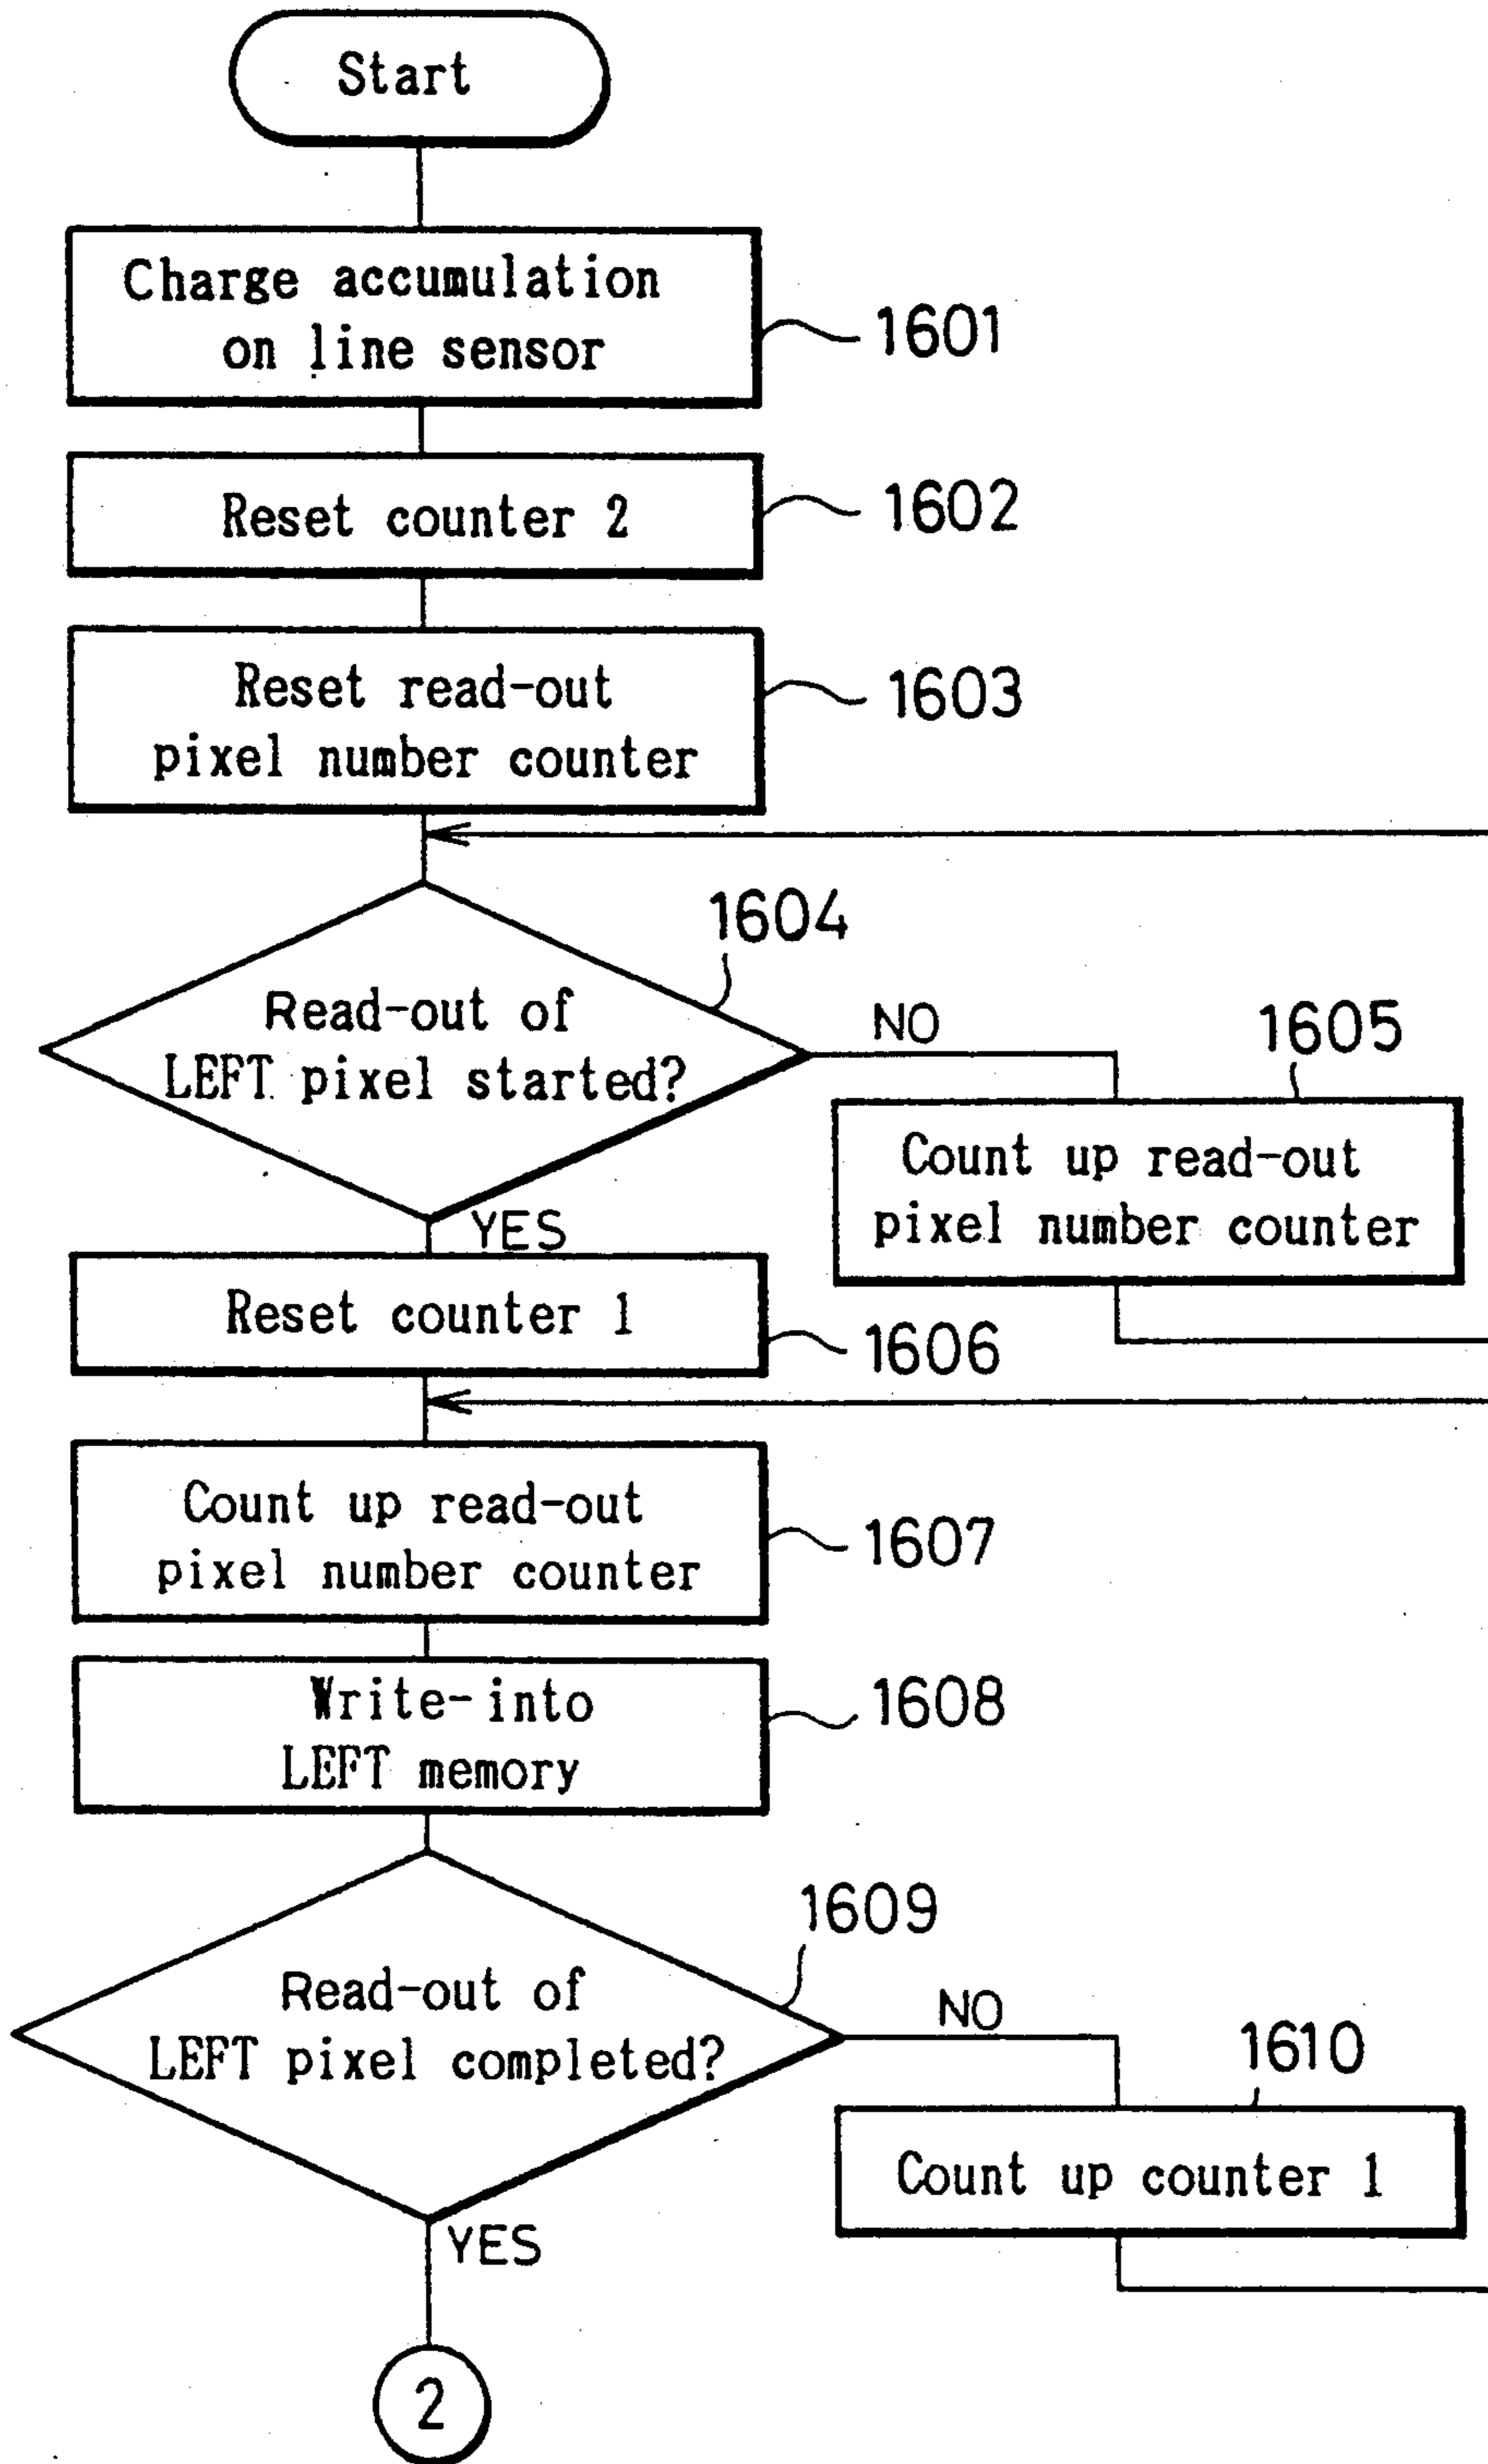 Start
Charge accumulation
on line sensor
1601
Reset counter 2
1602
Reset read-out
pixel number counter
1603
1604
Read-out of
LEFT pixel started?
NO
1605
Count up read-out
pixel number counter
YES
Reset counter 1
1606
Count up read-out
pixel number counter
1607
Write-into
LEFT memory
1608
1609
Read-out of
LEFT pixel completed?
NO
1610
Count up counter 1
YES
2